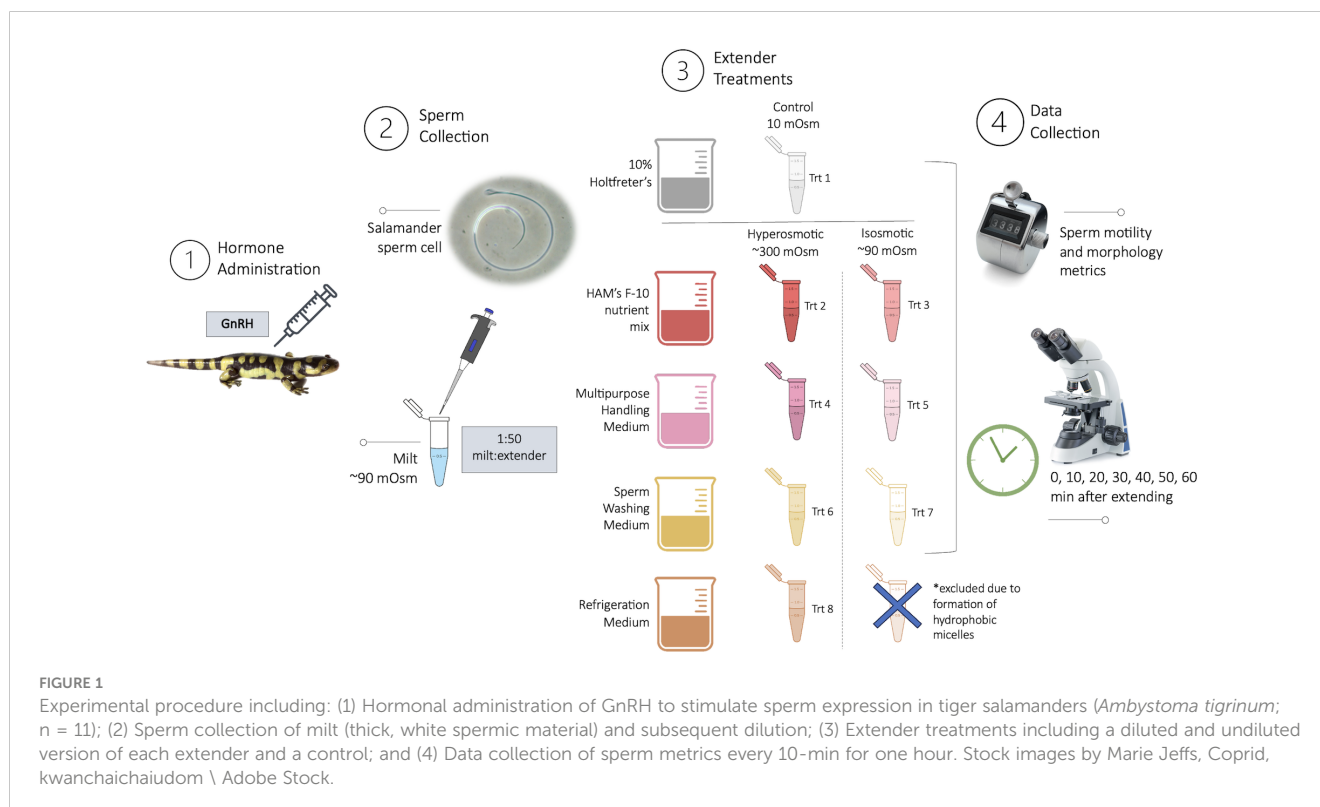 1
Hormone
Administration
GnRH
2
Sperm
Collection
Salamander
sperm cell
Milt
~90 mOsm
1:50
milt:extender
3
Extender
Treatments
Control
10 mOsm
10%
Holtfreter's
Trt 1
Hyperosmotic
~300 mOsm
Isosmotic
~90 mOsm
HAM's F-10
nutrient
mix
Trt 2
Trt 3
Multipurpose
Handling
Medium
Trt 4
Trt 5
Sperm
Washing
Medium
Trt 6
Trt 7
Refrigeration
Medium
Trt 8
*excluded due to
formation of
hydrophobic
micelles
4
Data
Collection
Sperm motility
and morphology
metrics
0, 10, 20, 30, 40, 50, 60
min after extending
FIGURE 1
Experimental procedure including: (1) Hormonal administration of GnRH to stimulate sperm expression in tiger salamanders (Ambystoma tigrinum;
n = 11); (2) Sperm collection of milt (thick, white spermic material) and subsequent dilution; (3) Extender treatments including a diluted and undiluted
version of each extender and a control; and (4) Data collection of sperm metrics every 10-min for one hour. Stock images by Marie Jeffs, Coprid,
kwanchaichaiudom \ Adobe Stock.